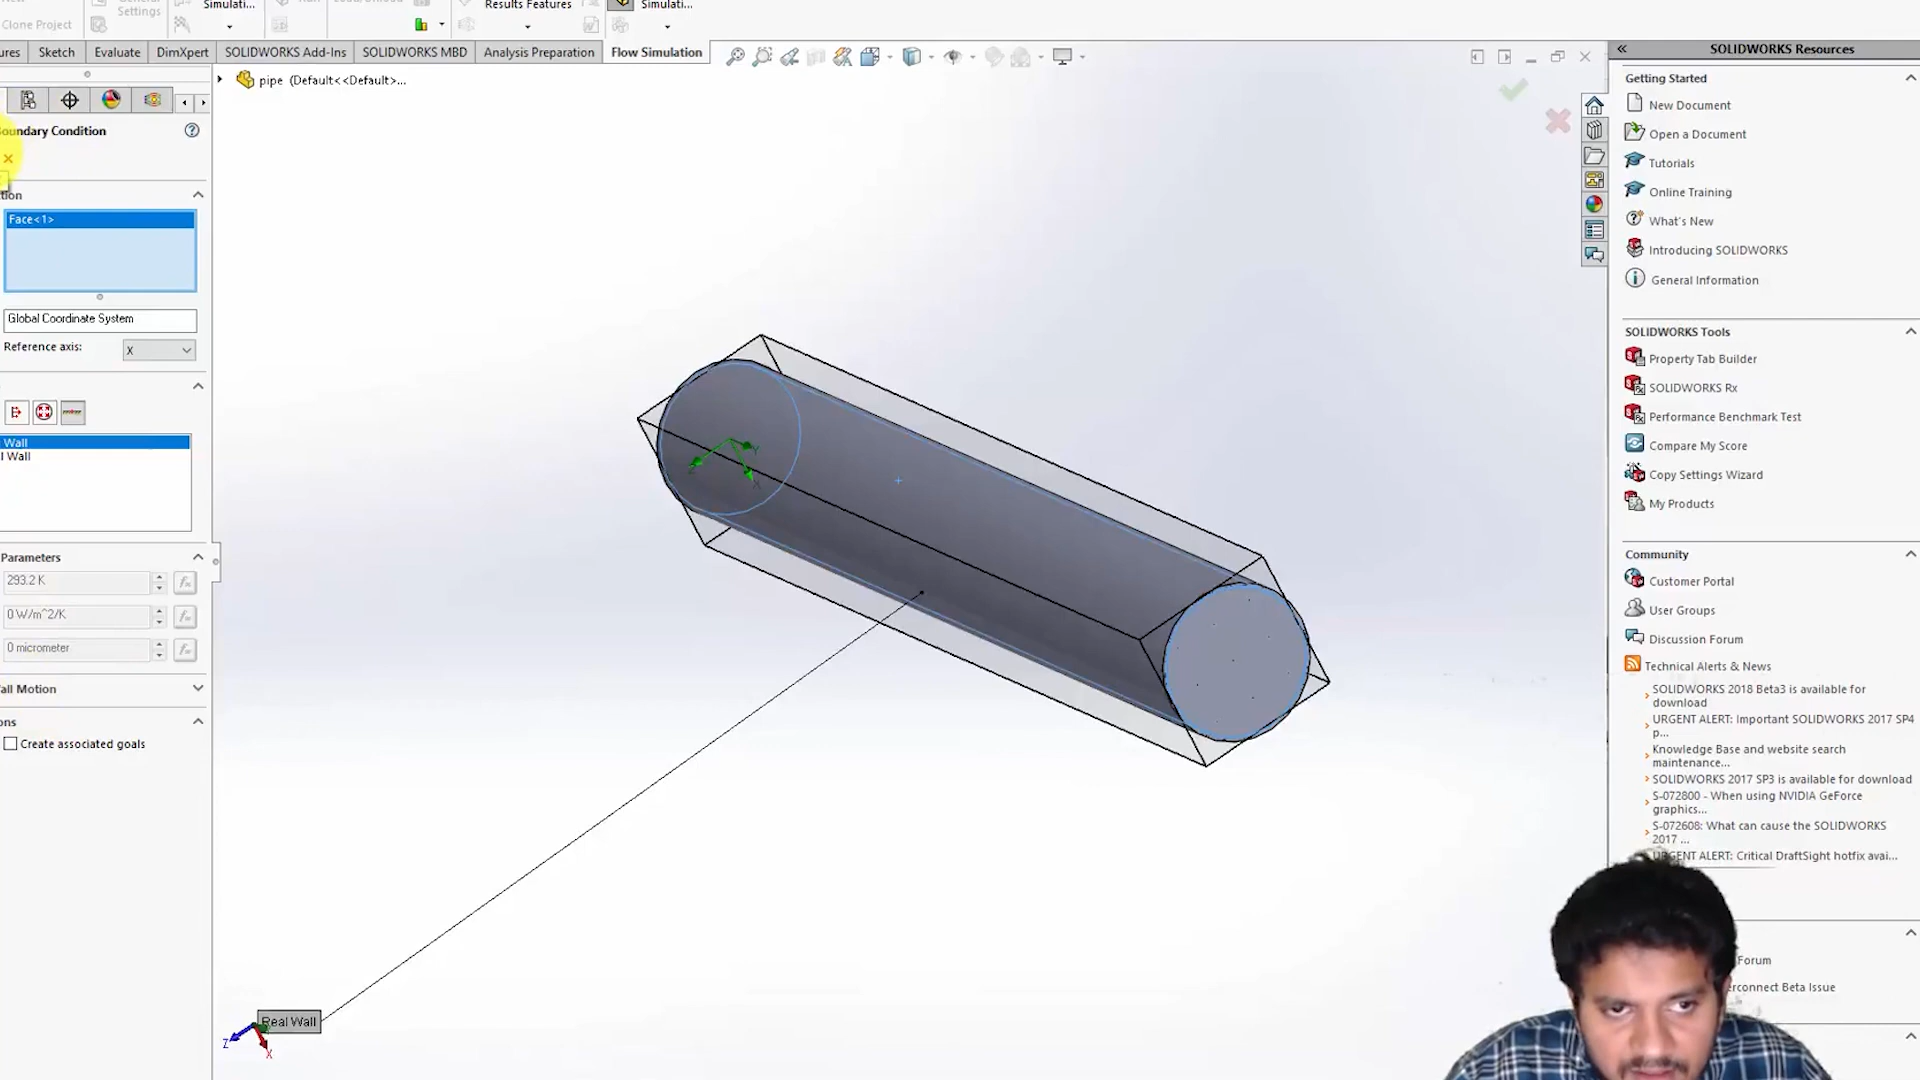 Simulati...
Results Features
Simulati...
General
Settings
Clone Project
Sketch
Evaluate
DimXpert
SOLIDWORKS Add-Ins
SOLIDWORKS MBD
Analysis Preparation
Flow Simulation
pipe (Default<<Default>...
oundary Condition
tion
Face<1>
Global Coordinate System
Reference axis:
X
Wall
l Wall
Parameters
293.2 K
0 W/m^2/K
0 micrometer
all Motion
ons
Create associated goals
Real Wall
Z
X
SOLIDWORKS Resources
Getting Started
New Document
Open a Document
Tutorials
Online Training
What's New
Introducing SOLIDWORKS
General Information
SOLIDWORKS Tools
Property Tab Builder
SOLIDWORKS Rx
Performance Benchmark Test
Compare My Score
Copy Settings Wizard
My Products
Community
Customer Portal
User Groups
Discussion Forum
Technical Alerts & News
SOLIDWORKS 2018 Beta3 is available for
download
URGENT ALERT: Important SOLIDWORKS 2017 SP4
p...
Knowledge Base and website search
maintenance...
SOLIDWORKS 2017 SP3 is available for download
S-072800 - When using NVIDIA GeForce
graphics...
S-072608: What can cause the SOLIDWORKS
2017 ...
URGENT ALERT: Critical DraftSight hotfix avai...
Forum
erconnect Beta Issue